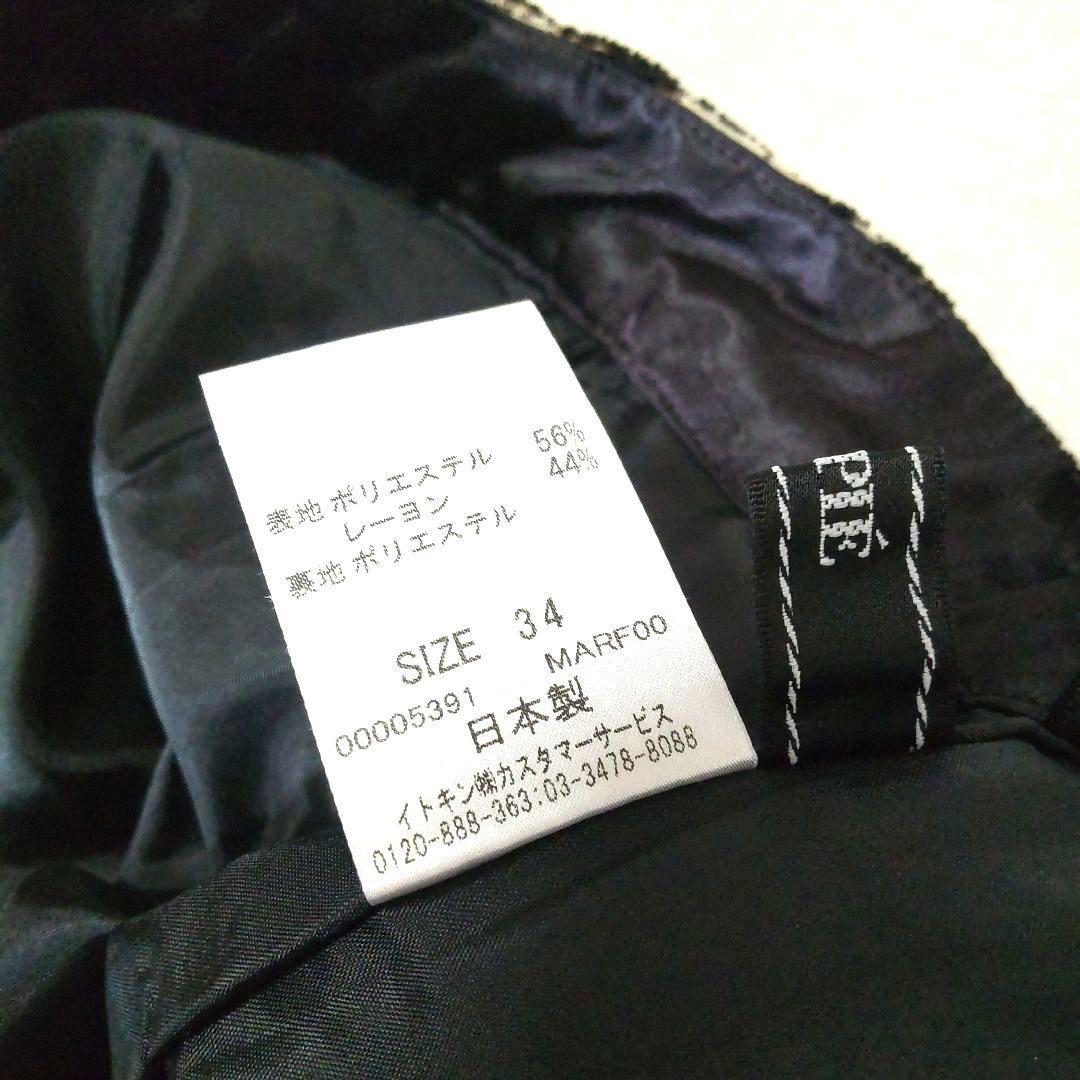 表地 ポリエステル 56%
レーヨン 44%
裏地 ポリエステル
SIZE 34
00005391 MARF00
日本製
イトキン㈱カスタマーサービス
0120-888-363:03-3478-8088
PIÉ